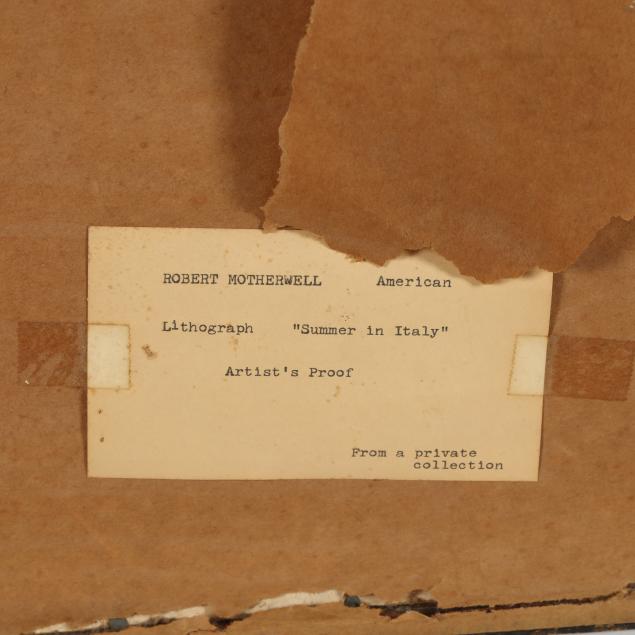 ROBERT MOTHERWELL American
Lithograph "Summer in Italy"
Artist's Proof
From a private
collection